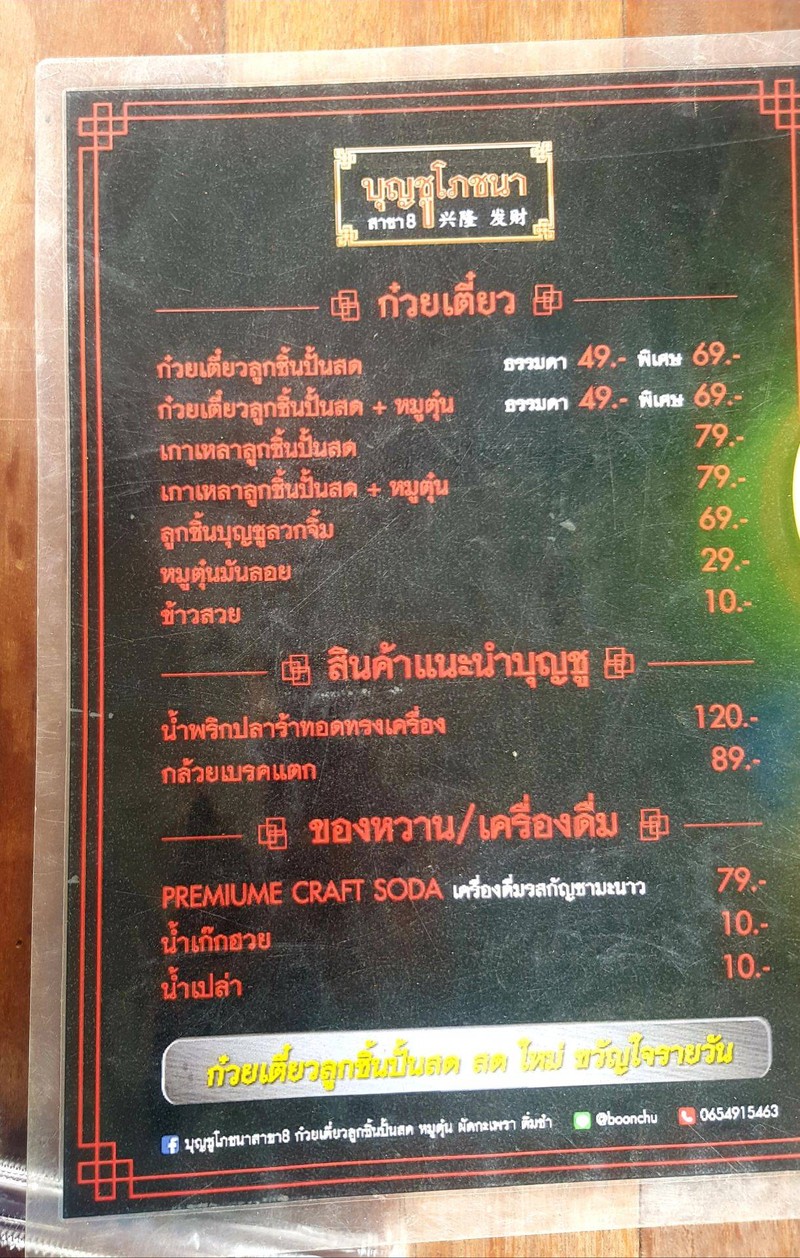 บุญชูโภชนา
สาขา8 兴隆 发财
ก๋วยเตี๋ยว
ก๋วยเตี๋ยวลูกชิ้นปั้นสด ธรรมดา 49.- พิเศษ 69.-
ก๋วยเตี๋ยวลูกชิ้นปั้นสด + หมูตุ๋น ธรรมดา 49.- พิเศษ 69.-
เกาเหลาลูกชิ้นปั้นสด 79.-
เกาเหลาลูกชิ้นปั้นสด + หมูตุ๋น 79.-
ลูกชิ้นบุญชูลวกจิ้ม 69.-
หมูตุ๋นมันลอย 29.-
ข้าวสวย 10.-
สินค้าแนะนำบุญชู
น้ำพริกปลาร้าทอดทรงเครื่อง 120.-
กล้วยเบรคแตก 89.-
ของหวาน/เครื่องดื่ม
PREMIUME CRAFT SODA เครื่องดื่มรสกัญชามะนาว 79.-
น้ำเก๊กฮวย 10.-
น้ำเปล่า 10.-
ก๋วยเตี๋ยวลูกชิ้นปั้นสด สด ใหม่ ขวัญใจรายวัน
บุญชูโภชนาสาขา8 ก๋วยเตี๋ยวลูกชิ้นปั้นสด หมูตุ๋น ผัดกะเพรา ติ่มซำ @boonchu 0654915463